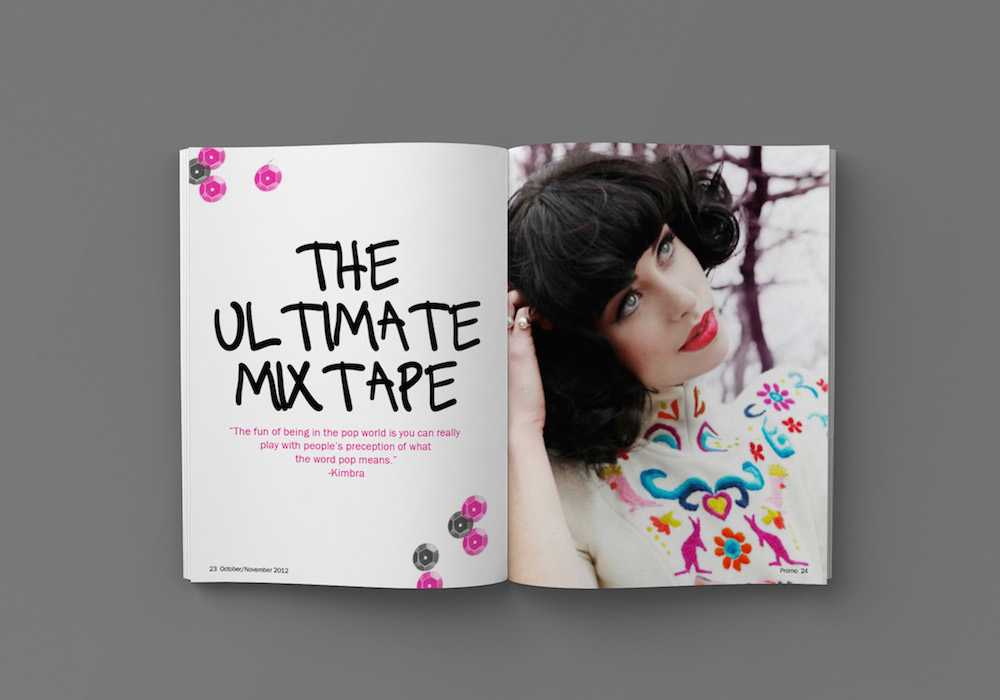 THE
ULTIMATE
MIXTAPE
“The fun of being in the pop world is you can really
play with people’s preception of what
the word pop means.”
-Kimbra
23 October/November 2012
Promo 24